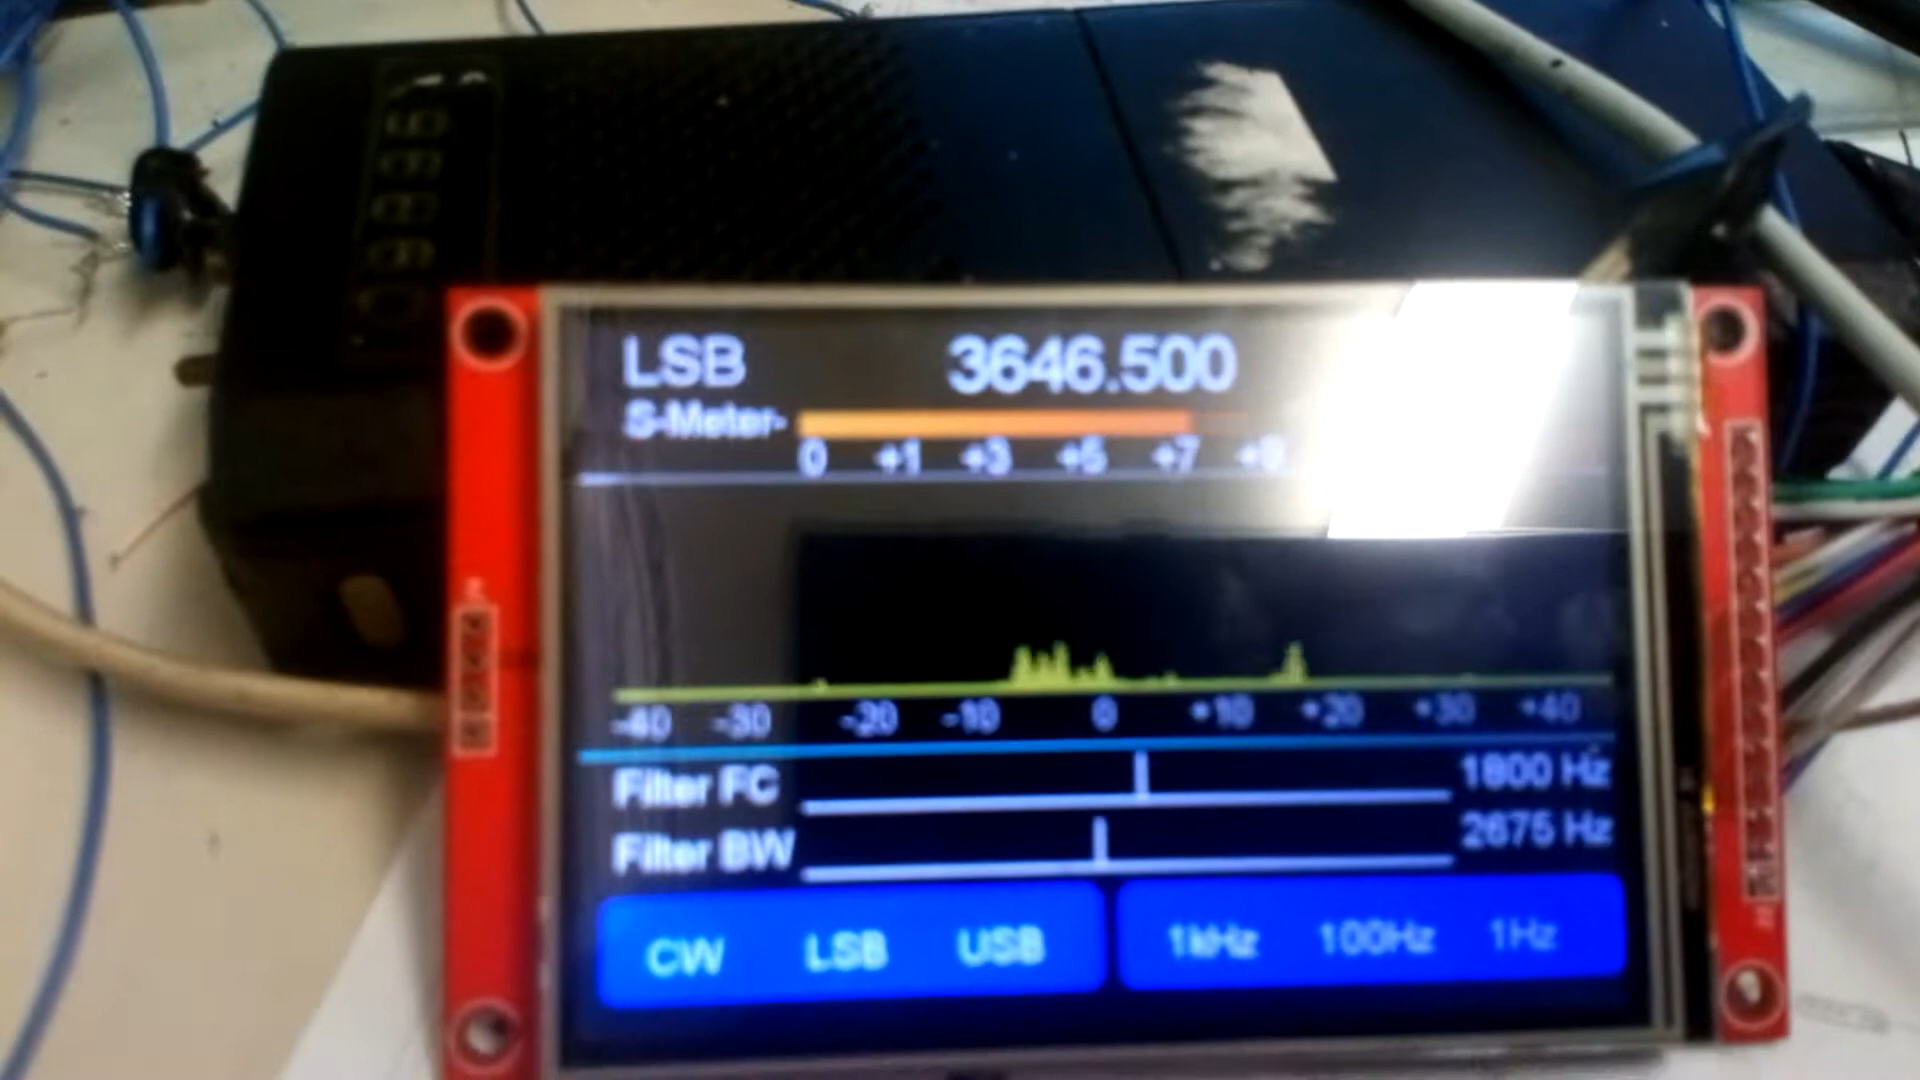 LSB 3646.500
S-Meter-
0 +1 +3 +5 +7
-40 -30 -20 -10 0 +10 +20 +30 +40
Filter FC 1800 Hz
Filter BW 2675 Hz
CW LSB USB 1kHz 100Hz 1Hz